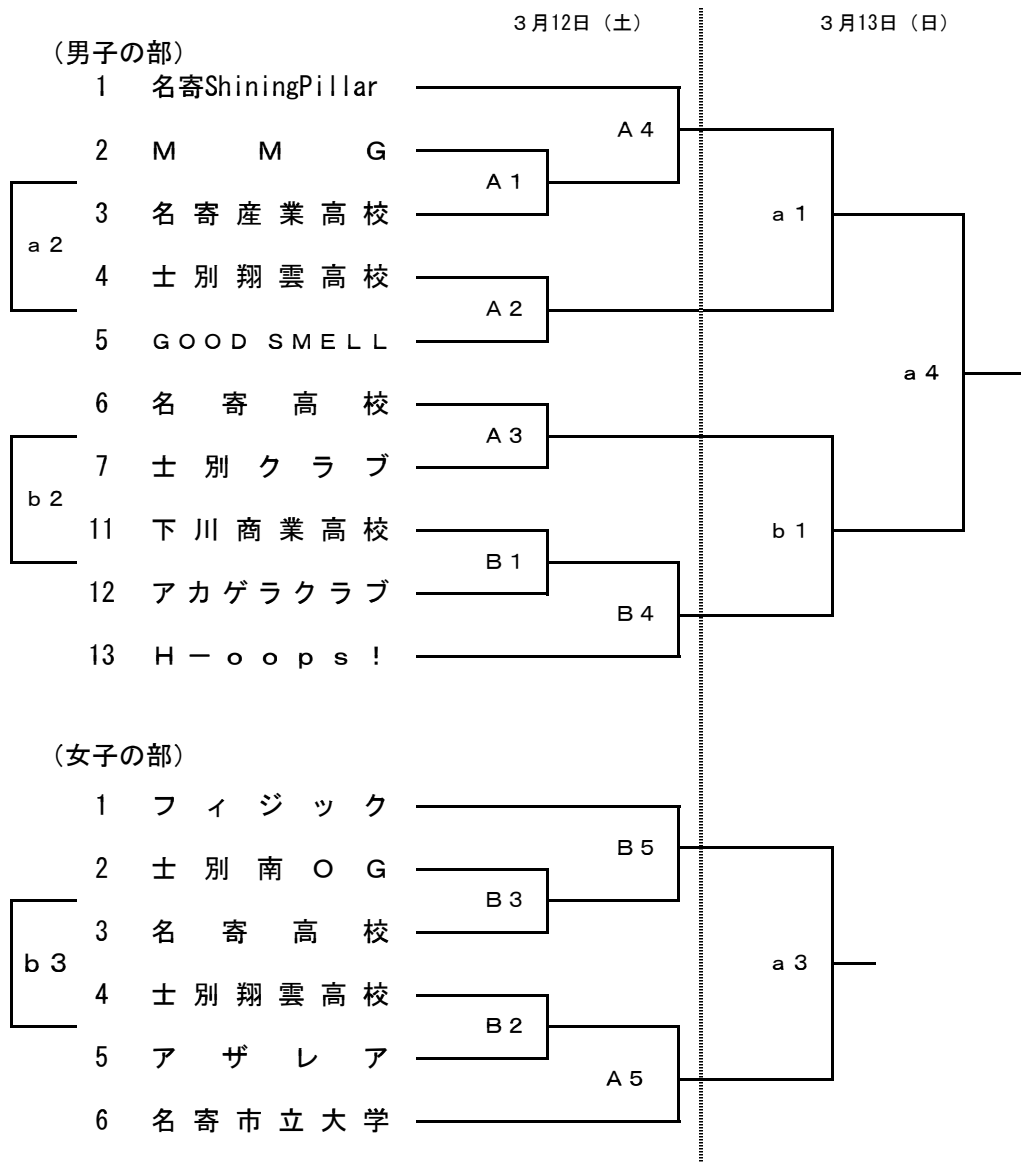 3月12日（土） 3月13日（日）
（男子の部）
1 名寄ShiningPillar
A4
2 ＭＭＧ
A1
3 名寄産業高校
a1
a2
4 士別翔雲高校
A2
5 ＧＯＯＤ ＳＭＥＬＬ
a4
6 名寄高校
A3
7 士別クラブ
b2
11 下川商業高校
b1
B1
12 アカゲラクラブ
B4
13 Ｈ－ｏｏｐｓ！
（女子の部）
1 フィジック
B5
2 士別南ＯＧ
B3
3 名寄高校
b3
a3
4 士別翔雲高校
B2
5 アザレア
A5
6 名寄市立大学